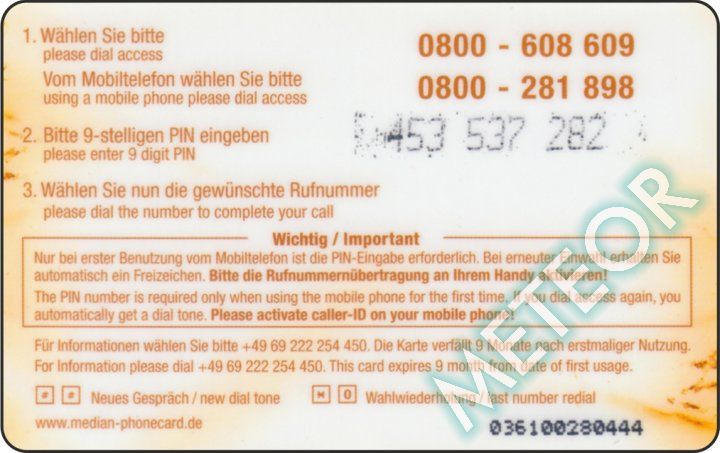 1. Wählen Sie bitte
please dial access
0800 - 608 609
Vom Mobiltelefon wählen Sie bitte
using a mobile phone please dial access
0800 - 281 898
2. Bitte 9-stelligen PIN eingeben
please enter 9 digit PIN
453 537 282
3. Wählen Sie nun die gewünschte Rufnummer
please dial the number to complete your call
Wichtig / Important
Nur bei erster Benutzung vom Mobiltelefon ist die PIN-Eingabe erforderlich. Bei erneuter Einwahl erhalten Sie
automatisch ein Freizeichen. Bitte die Rufnummernübertragung an Ihrem Handy aktivieren!
The PIN number is required only when using the mobile phone for the first time. If you dial access again, you
automatically get a dial tone. Please activate caller-ID on your mobile phone!
Für Informationen wählen Sie bitte +49 69 222 254 450. Die Karte verfällt 9 Monate nach erstmaliger Nutzung.
For Information please dial +49 69 222 254 450. This card expires 9 month from date of first usage.
# # Neues Gespräch / new dial tone * 0 Wahlwiederholung / last number redial
www.median-phonecard.de
036100280444
METEOR